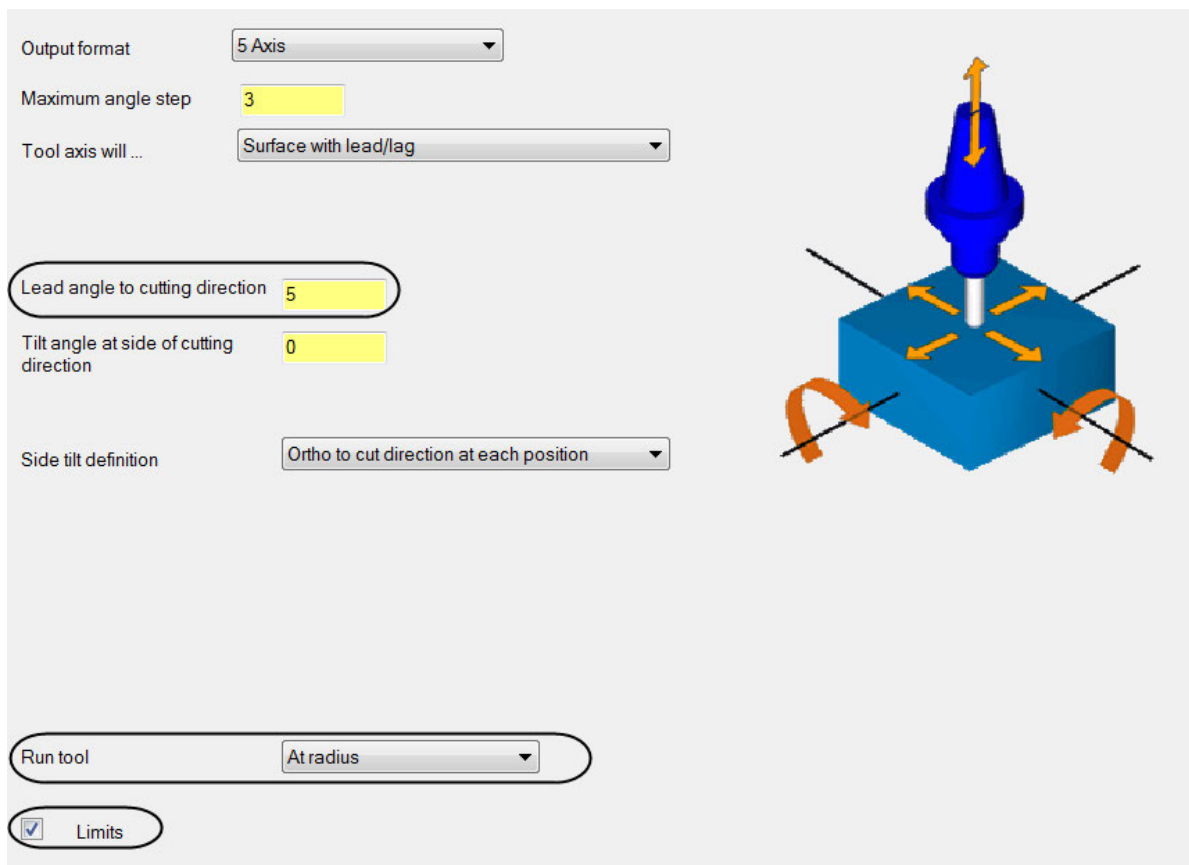 Output format 5 Axis
Maximum angle step 3
Tool axis will ... Surface with lead/lag
Lead angle to cutting direction 5
Tilt angle at side of cutting 0
direction
Side tilt definition Ortho to cut direction at each position
Run tool At radius
Limits